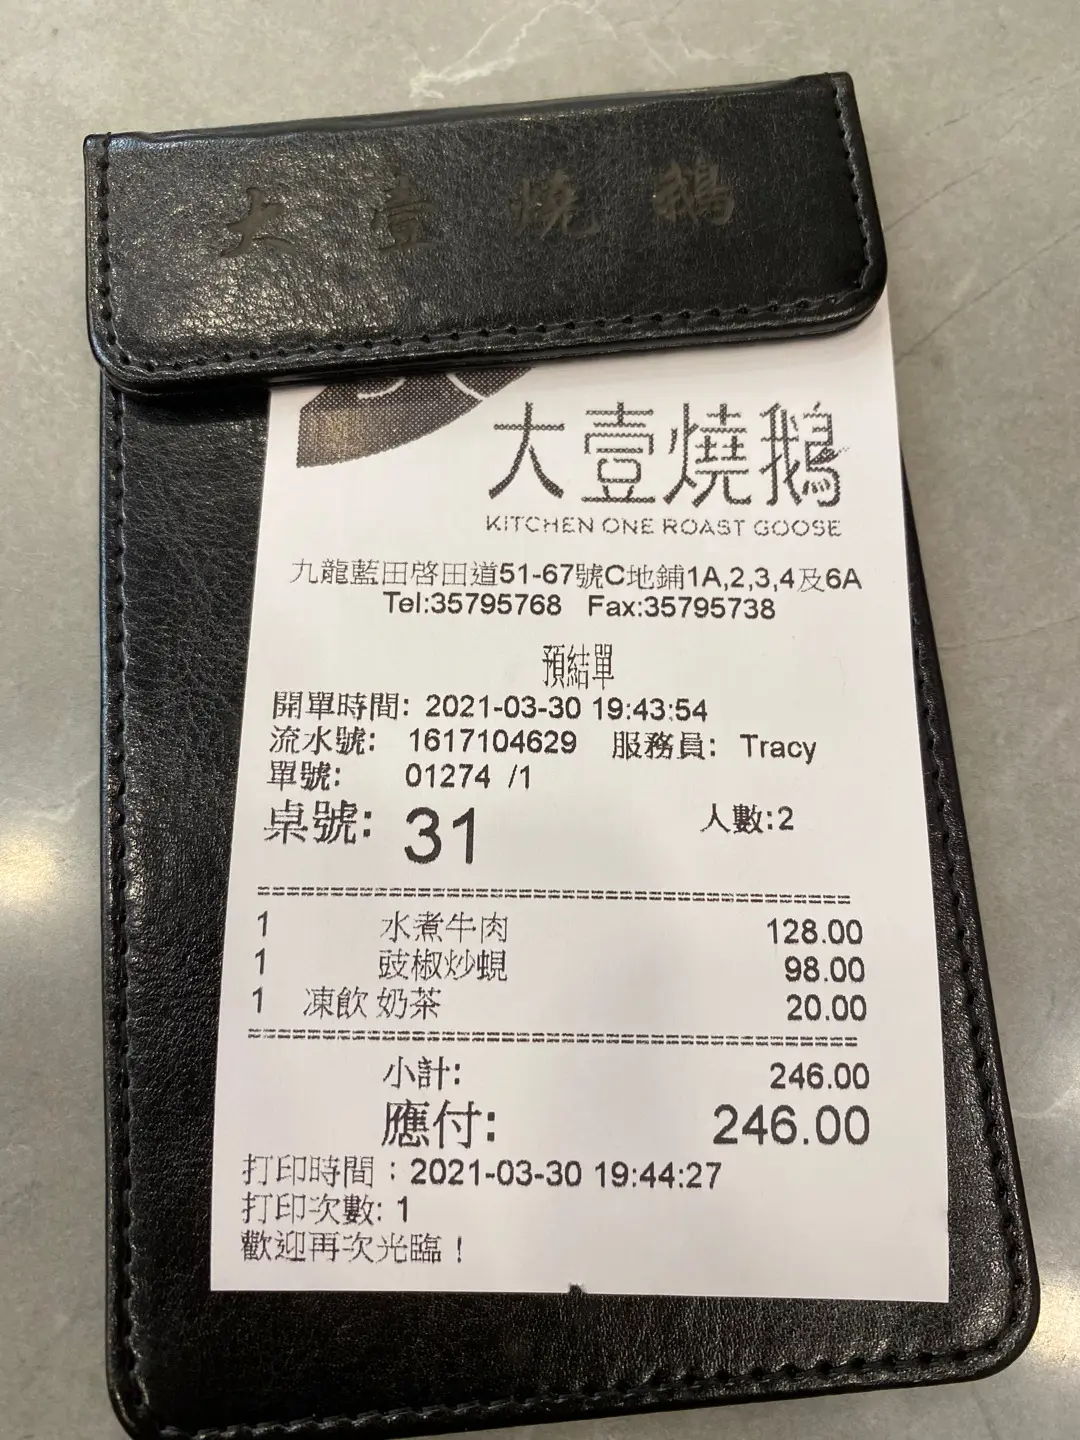 大壹燒鵝
大壹燒鵝
KITCHEN ONE ROAST GOOSE
九龍藍田啓田道51-67號C地鋪1A,2,3,4及6A
Tel:35795768 Fax:35795738
預結單
開單時間: 2021-03-30 19:43:54
流水號: 1617104629 服務員: Tracy
單號: 01274 /1
桌號: 31 人數:2
1 水煮牛肉 128.00
1 豉椒炒蜆 98.00
1 凍飲 奶茶 20.00
小計: 246.00
應付: 246.00
打印時間：2021-03-30 19:44:27
打印次數: 1
歡迎再次光臨！